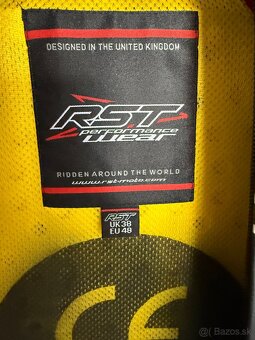 DESIGNED IN THE UNITED KINGDOM
RST
performance
wear
RIDDEN AROUND THE WORLD
www.rst-moto.com
RST
UK 38
EU 48
CE
Bazos.sk